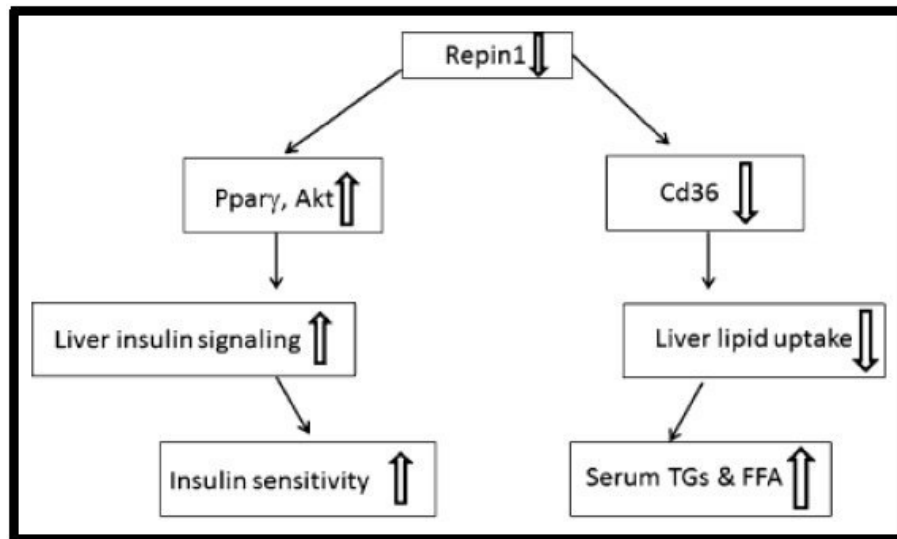 Repin1
Pparγ, Akt
Cd36
Liver insulin signaling
Liver lipid uptake
Insulin sensitivity
Serum TGs & FFA